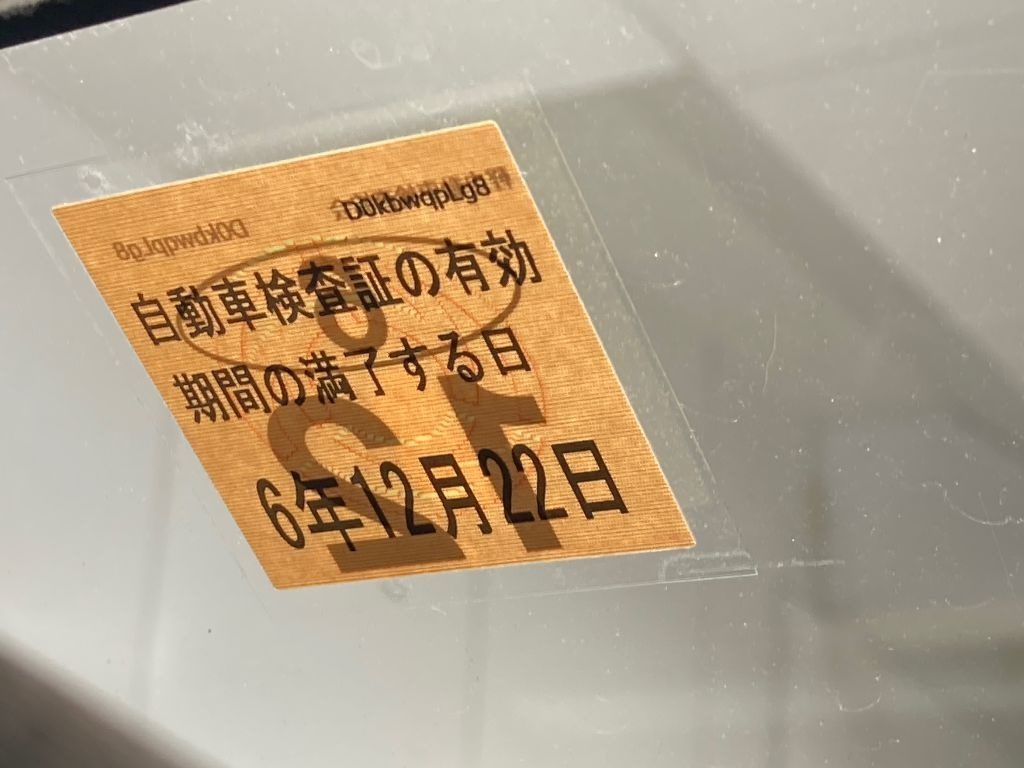 D0kbwqpLg8
自動車検査証の有効
期間の満了する日
6年12月22日